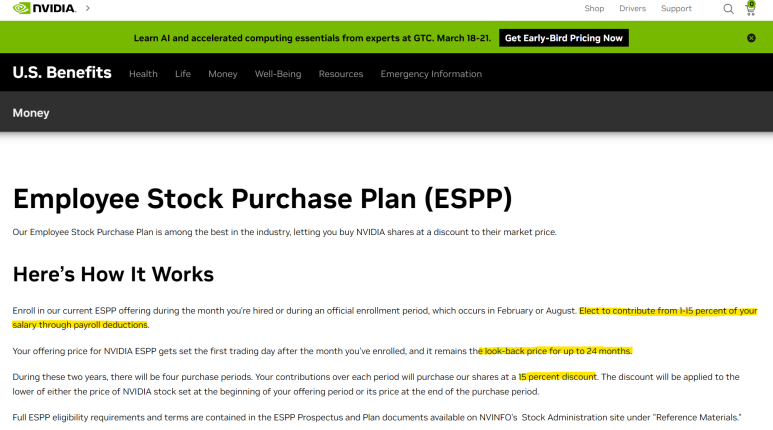 NVIDIA.
Shop Drivers Support 0
Learn AI and accelerated computing essentials from experts at GTC. March 18-21. Get Early-Bird Pricing Now
U.S. Benefits Health Life Money Well-Being Resources Emergency Information
Money
Employee Stock Purchase Plan (ESPP)
Our Employee Stock Purchase Plan is among the best in the industry, letting you buy NVIDIA shares at a discount to their market price.
Here's How It Works
Enroll in our current ESPP offering during the month you're hired or during an official enrollment period, which occurs in February or August. Elect to contribute from 1-15 percent of your
salary through payroll deductions.
Your offering price for NVIDIA ESPP gets set the first trading day after the month you've enrolled, and it remains the look-back price for up to 24 months.
During these two years, there will be four purchase periods. Your contributions over each period will purchase our shares at a 15 percent discount. The discount will be applied to the
lower of either the price of NVIDIA stock set at the beginning of your offering period or its price at the end of the purchase period.
Full ESPP eligibility requirements and terms are contained in the ESPP Prospectus and Plan documents available on NVINFO's Stock Administration site under "Reference Materials."